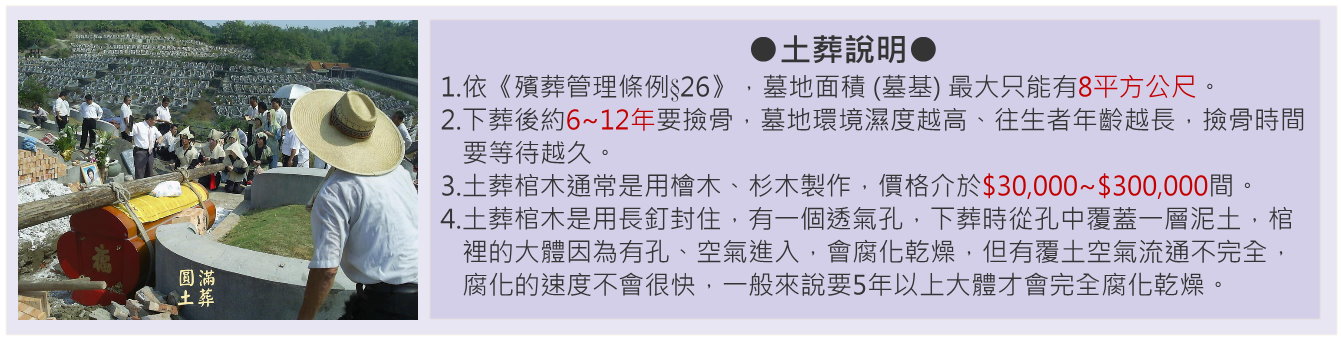 ●土葬說明●
1.依《殯葬管理條例§26》，墓地面積 (墓基) 最大只能有8平方公尺。
2.下葬後約6~12年要撿骨，墓地環境濕度越高、往生者年齡越長，撿骨時間
要等待越久。
3.土葬棺木通常是用檜木、杉木製作，價格介於$30,000~$300,000間。
4.土葬棺木是用長釘封住，有一個透氣孔，下葬時從孔中覆蓋一層泥土，棺
裡的大體因為有孔、空氣進入，會腐化乾燥，但有覆土空氣流通不完全，
腐化的速度不會很快，一般來說要5年以上大體才會完全腐化乾燥。
福
圓滿
土葬